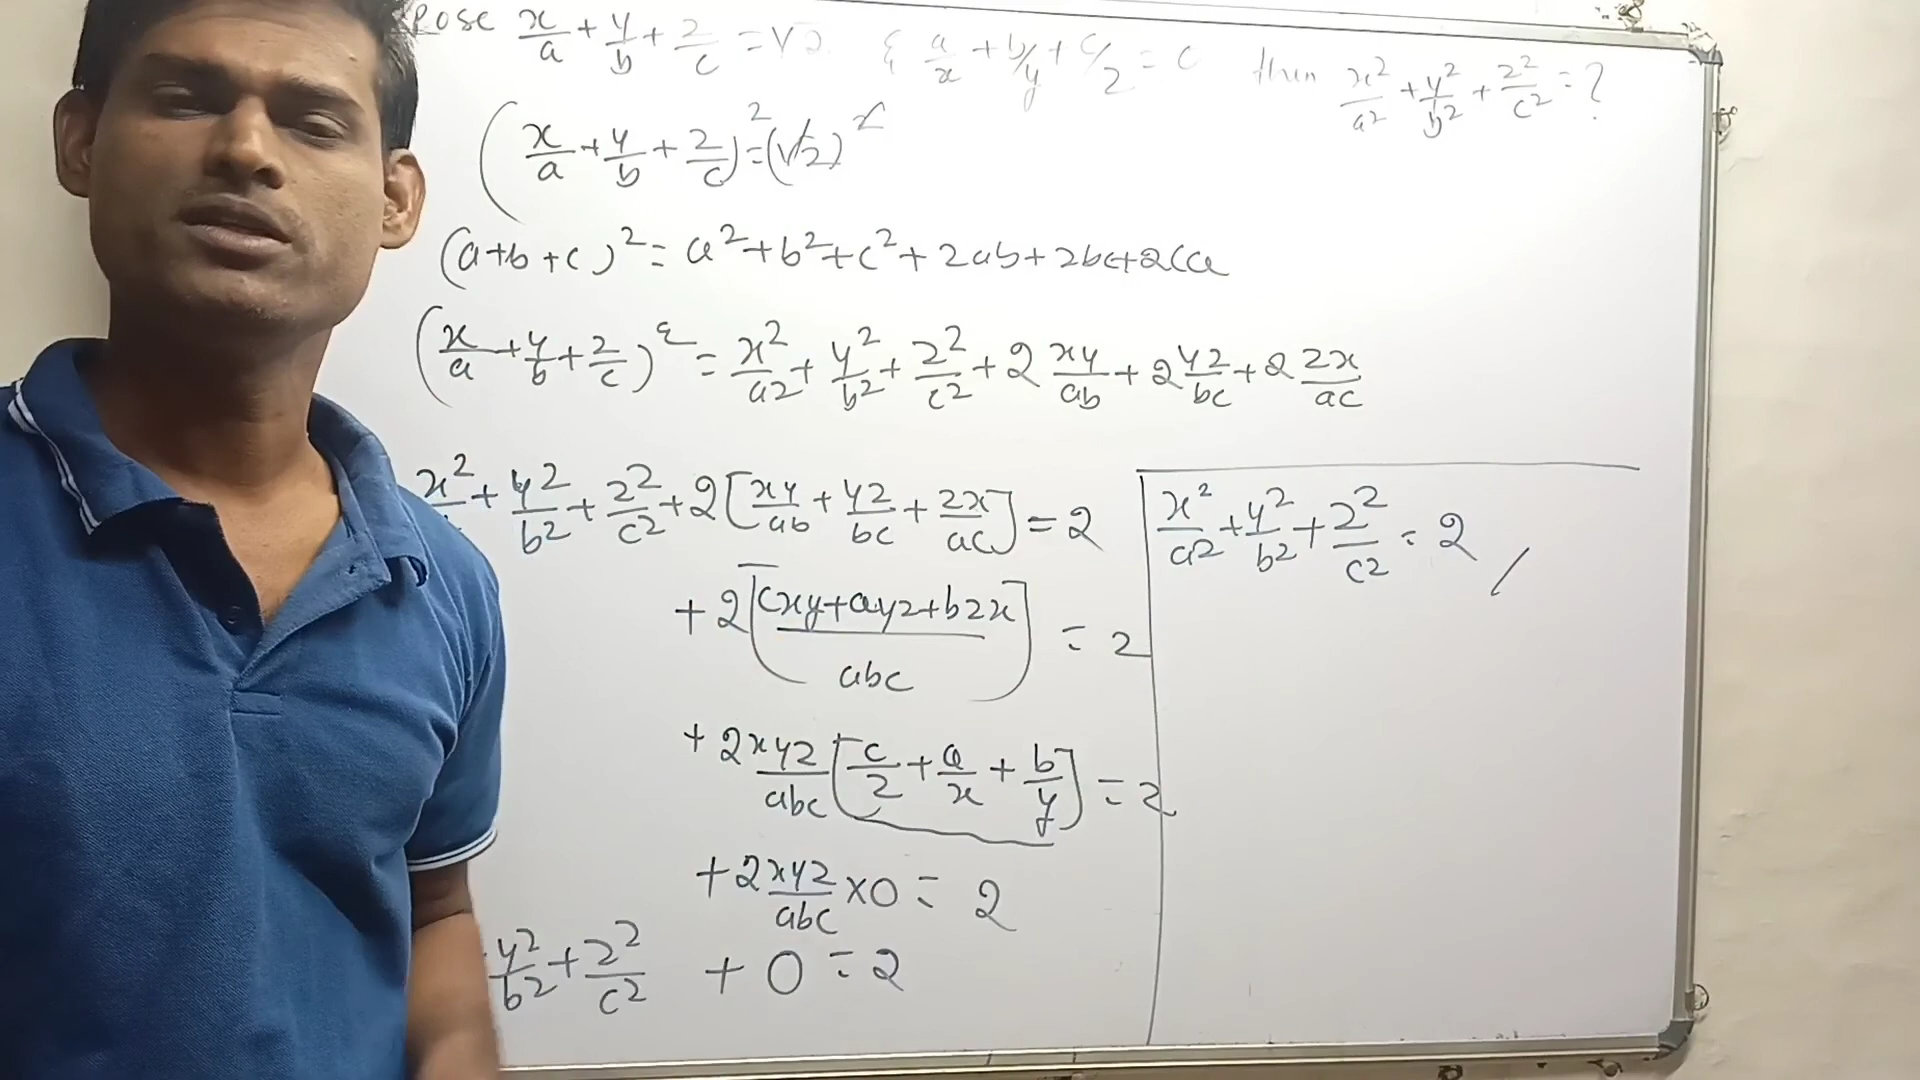 pose x/a + y/b + z/c = √2 & a/x + b/y + c/z = c then x²/a² + y²/b² + z²/c² = ?
(x/a + y/b + z/c)² = (√2)²
(a+b+c)² = a²+b²+c²+2ab+2bc+2ca
(x/a + y/b + z/c)² = x²/a² + y²/b² + z²/c² + 2 xy/ab + 2 yz/bc + 2 zx/ac
x² + y²/b² + z²/c² + 2[xy/ab + yz/bc + zx/ac] = 2
+ 2[cxy+ayz+bzx/abc] = 2
+ 2xyz/abc [c/z + a/x + b/y] = 2
+ 2xyz/abc × 0 = 2
y²/b² + z²/c² + 0 = 2
x²/a² + y²/b² + z²/c² = 2